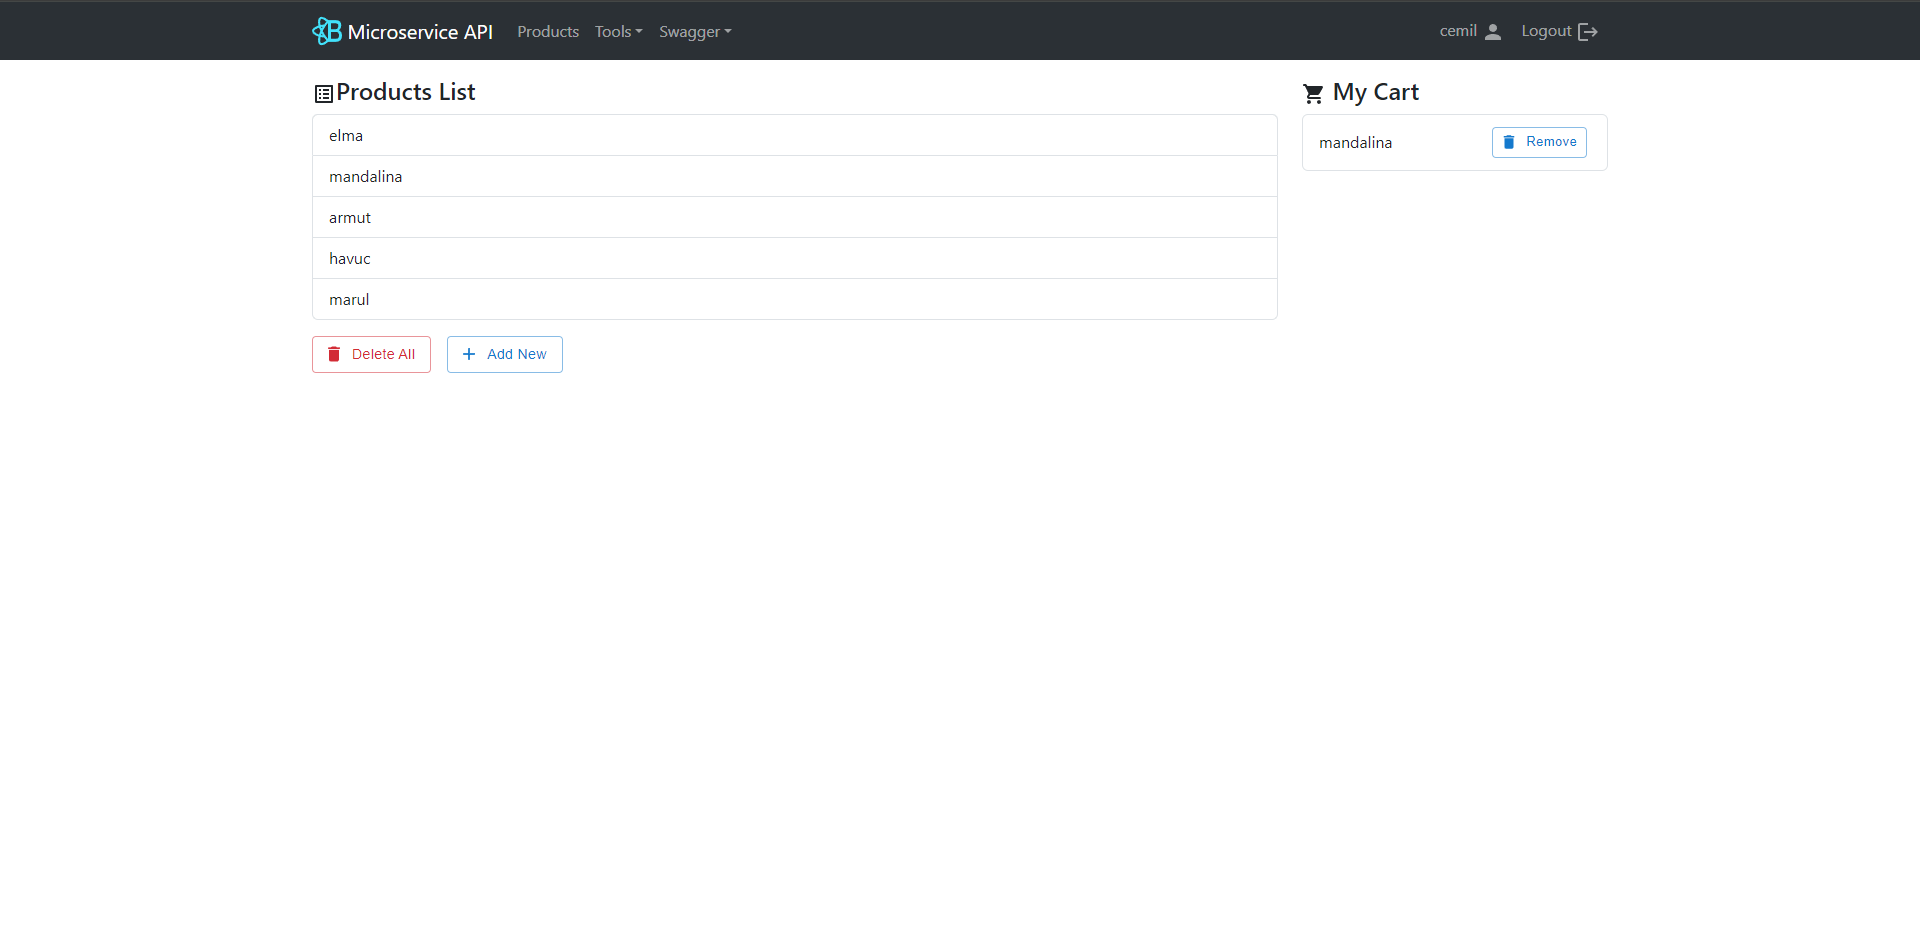 Microservice API Products Tools Swagger cemil Logout
Products List
elma
mandalina
armut
havuc
marul
Delete All Add New
My Cart
mandalina Remove